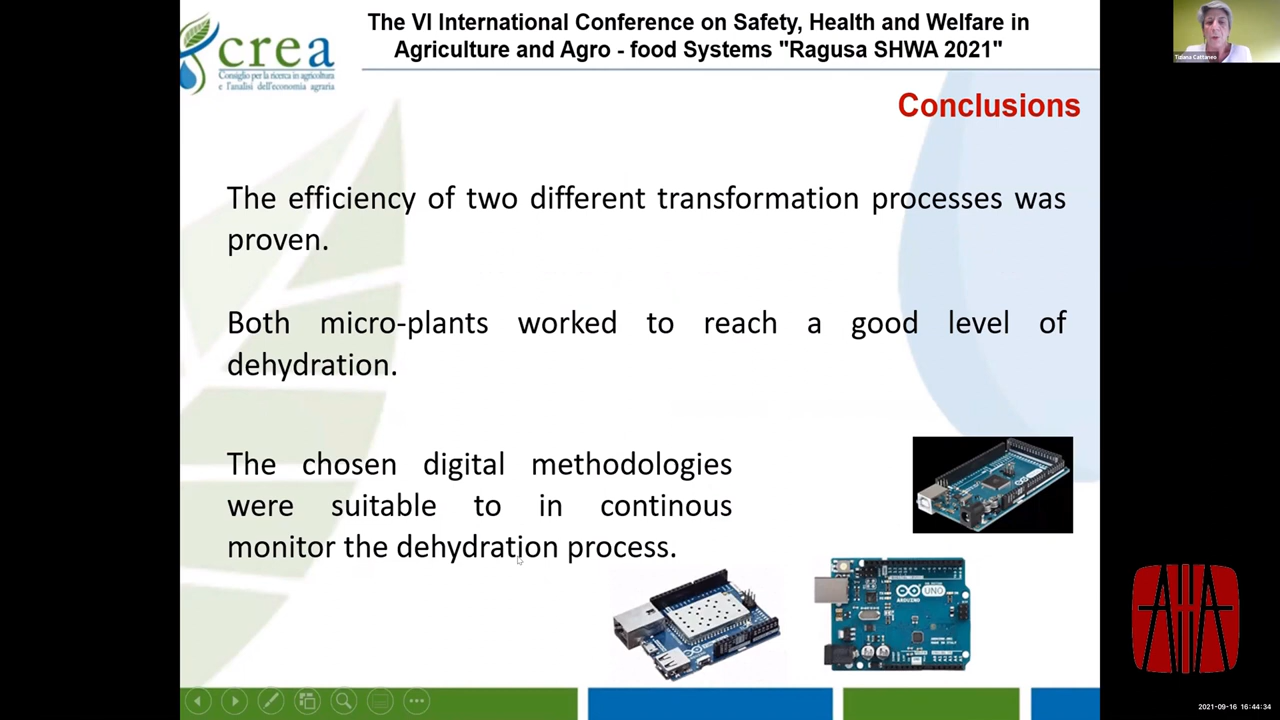 The VI International Conference on Safety, Health and Welfare in
Agriculture and Agro - food Systems "Ragusa SHWA 2021"
crea
Consiglio per la ricerca in agricoltura
e l'analisi dell'economia agraria
Tiziana Cattaneo
Conclusions
The efficiency of two different transformation processes was
proven.
Both micro-plants worked to reach a good level of
dehydration.
The chosen digital methodologies
were suitable to in continous
monitor the dehydration process.
UNO
ARDUINO
AHA
2021-09-16 16:44:34